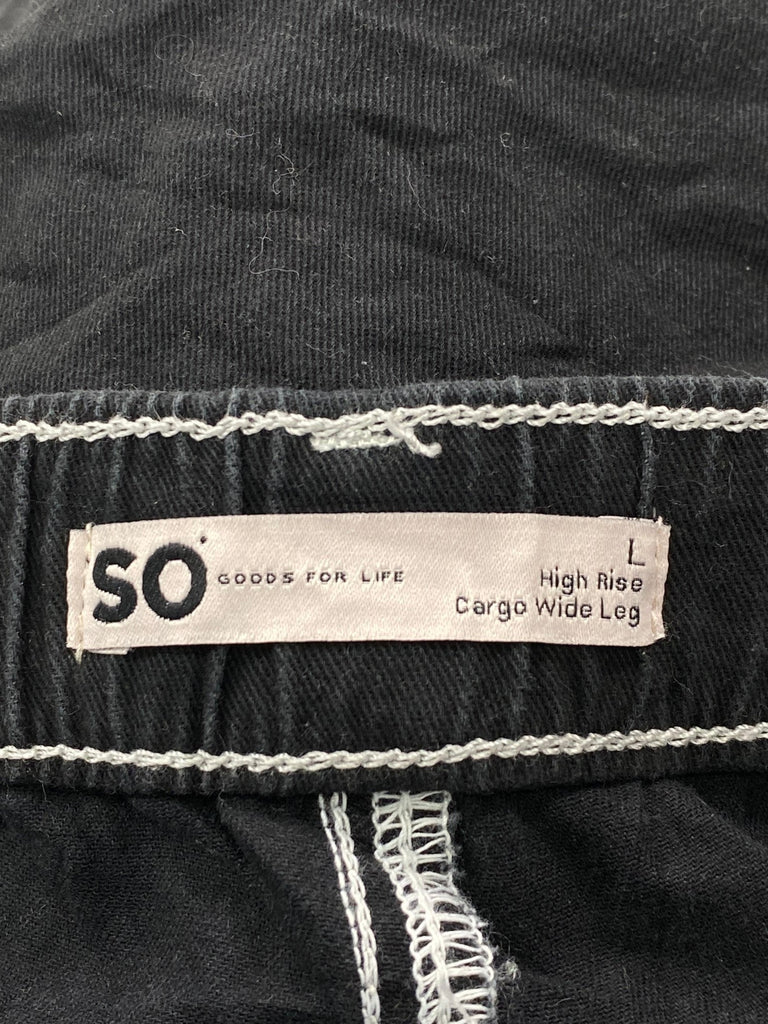 SO GOODS FOR LIFE
L
High Rise
Cargo Wide Leg